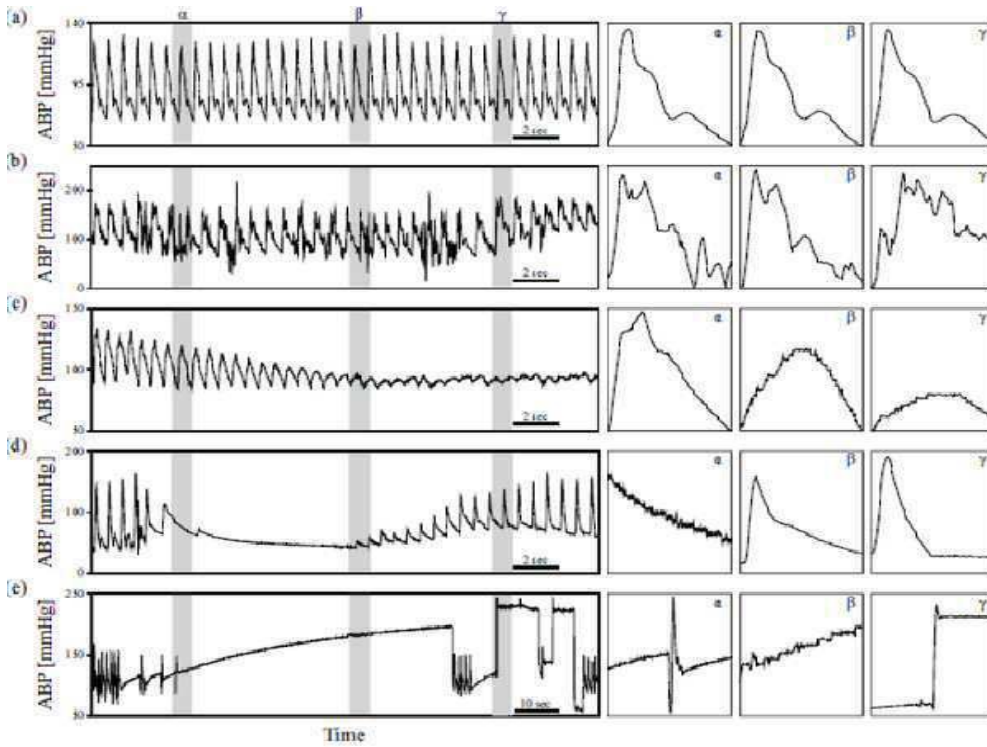 (a) α β γ
ABP [mmHg] 140 95 50 2 sec α β γ
(b)
ABP [mmHg] 200 100 0 2 sec α β γ
(c)
ABP [mmHg] 150 100 50 2 sec α β γ
(d)
ABP [mmHg] 200 100 0 2 sec α β γ
(e)
ABP [mmHg] 250 150 50 10 sec α β γ
Time